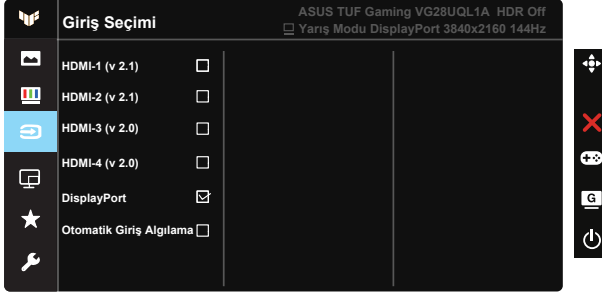 Giriş Seçimi
ASUS TUF Gaming VG28UQL1A HDR Off
Yarış Modu DisplayPort 3840x2160 144Hz
HDMI-1 (v 2.1)
HDMI-2 (v 2.1)
HDMI-3 (v 2.0)
HDMI-4 (v 2.0)
DisplayPort
Otomatik Giriş Algılama
G